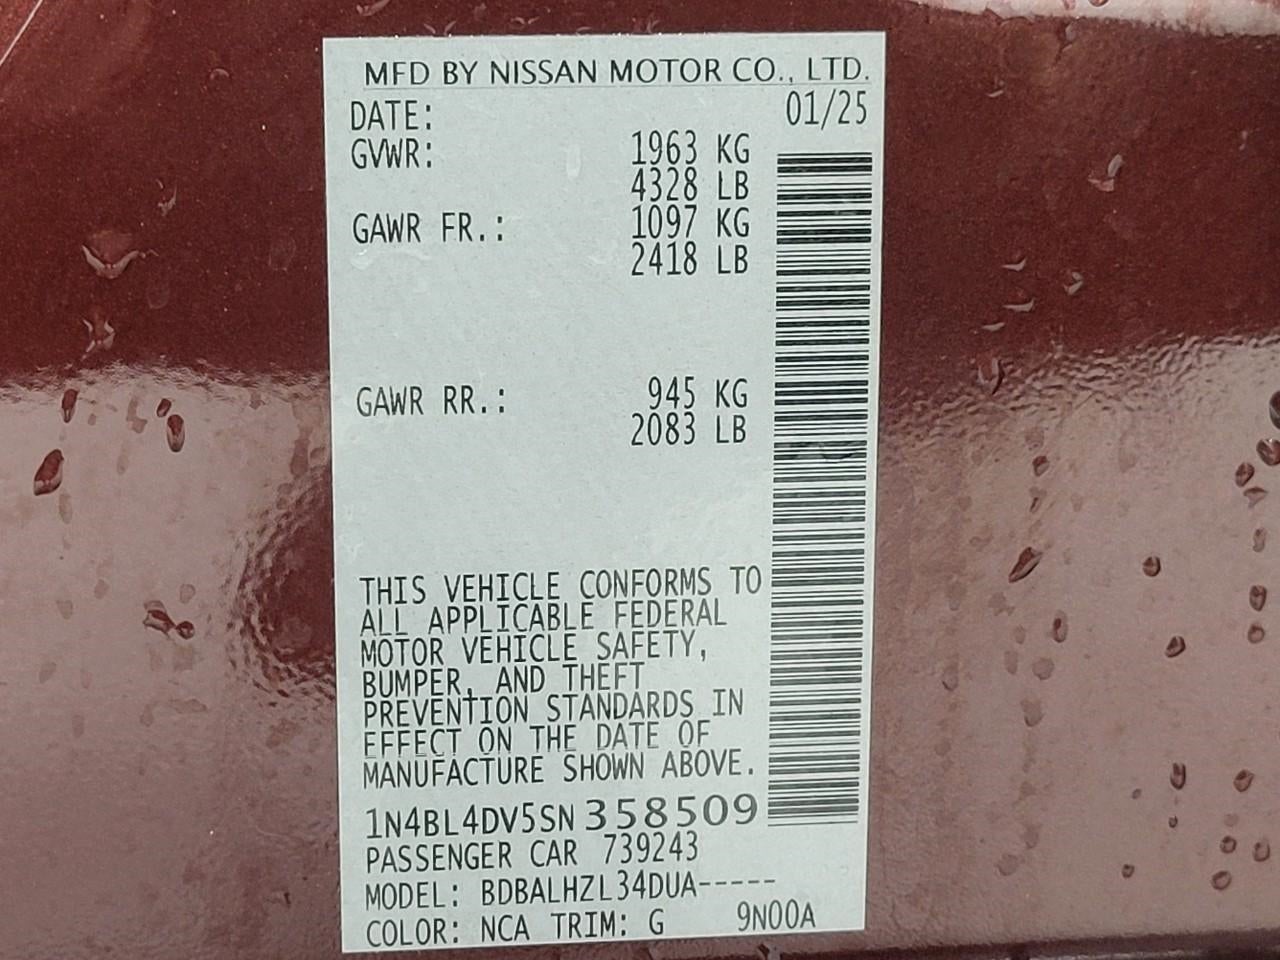 MFD BY NISSAN MOTOR CO., LTD.
DATE: 01/25
GVWR: 1963 KG
4328 LB
GAWR FR.: 1097 KG
2418 LB
GAWR RR.: 945 KG
2083 LB
THIS VEHICLE CONFORMS TO
ALL APPLICABLE FEDERAL
MOTOR VEHICLE SAFETY,
BUMPER, AND THEFT
PREVENTION STANDARDS IN
EFFECT ON THE DATE OF
MANUFACTURE SHOWN ABOVE.
1N4BL4DV5SN358509
PASSENGER CAR 739243
MODEL: BDBALHZL34DUA-----
COLOR: NCA TRIM: G 9N00A